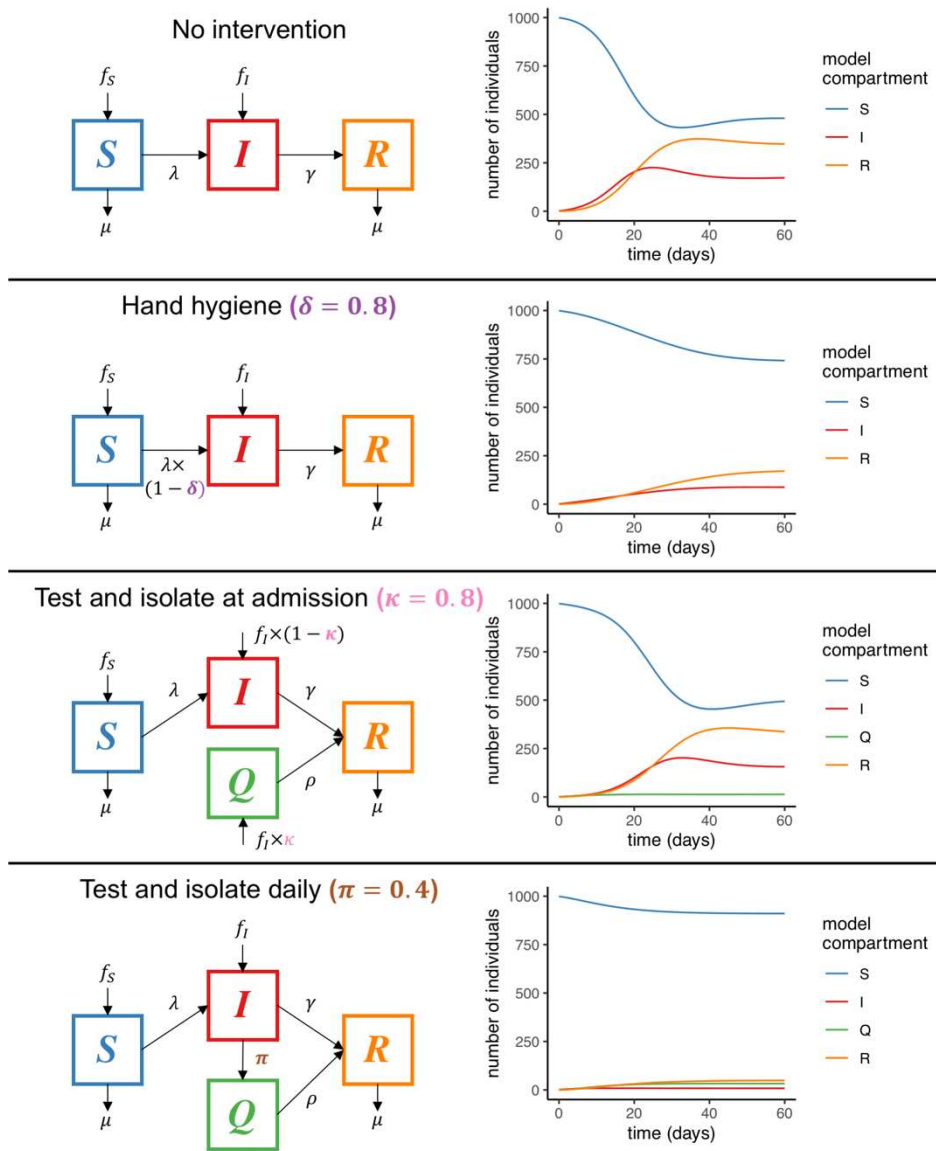 No intervention
f_S
f_I
S
λ
I
γ
R
μ
μ
number of individuals
1000
750
500
250
0
0
20
40
60
time (days)
model
compartment
S
I
R
Hand hygiene (δ = 0.8)
f_S
f_I
S
λ×
(1 − δ)
I
γ
R
μ
μ
number of individuals
1000
750
500
250
0
0
20
40
60
time (days)
model
compartment
S
I
R
Test and isolate at admission (κ = 0.8)
f_I×(1 − κ)
f_S
S
λ
I
γ
R
Q
ρ
μ
μ
f_I×κ
number of individuals
1000
750
500
250
0
0
20
40
60
time (days)
model
compartment
S
I
Q
R
Test and isolate daily (π = 0.4)
f_I
f_S
S
λ
I
γ
R
π
Q
ρ
μ
μ
number of individuals
1000
750
500
250
0
0
20
40
60
time (days)
model
compartment
S
I
Q
R